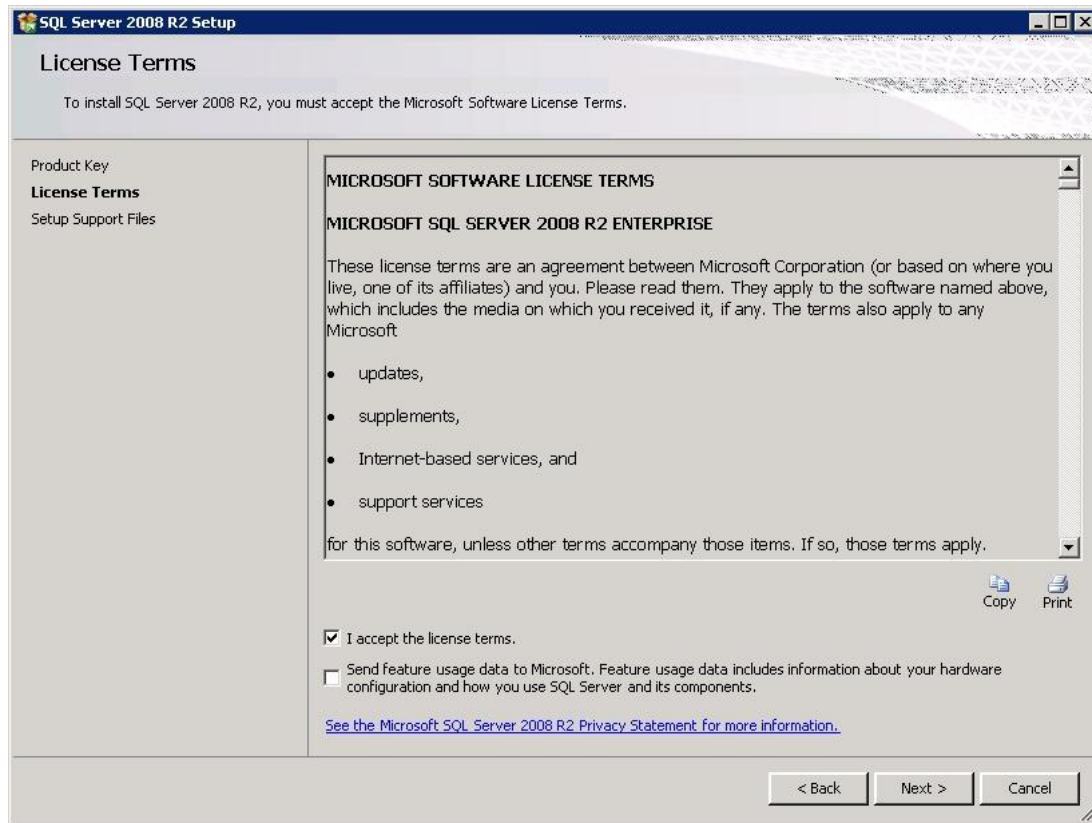 SQL Server 2008 R2 Setup
License Terms
To install SQL Server 2008 R2, you must accept the Microsoft Software License Terms.
Product Key
License Terms
Setup Support Files
MICROSOFT SOFTWARE LICENSE TERMS
MICROSOFT SQL SERVER 2008 R2 ENTERPRISE
These license terms are an agreement between Microsoft Corporation (or based on where you
live, one of its affiliates) and you. Please read them. They apply to the software named above,
which includes the media on which you received it, if any. The terms also apply to any
Microsoft
• updates,
• supplements,
• Internet-based services, and
• support services
for this software, unless other terms accompany those items. If so, those terms apply.
Copy
Print
I accept the license terms.
Send feature usage data to Microsoft. Feature usage data includes information about your hardware
configuration and how you use SQL Server and its components.
See the Microsoft SQL Server 2008 R2 Privacy Statement for more information.
< Back
Next >
Cancel